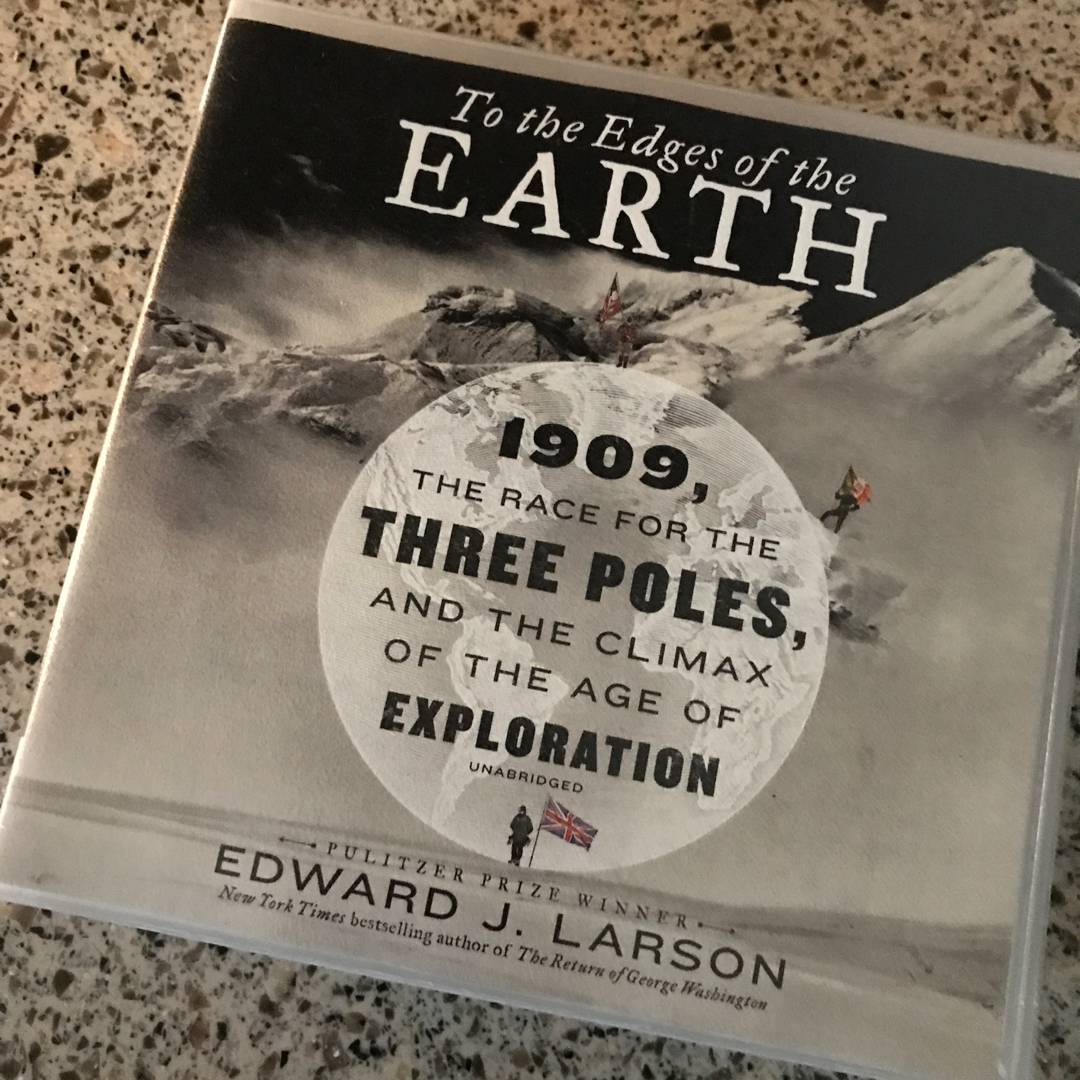 To the Edges of the
EARTH
1909,
THE RACE FOR THE
THREE POLES,
AND THE CLIMAX
OF THE AGE OF
EXPLORATION
UNABRIDGED
PULITZER PRIZE WINNER
EDWARD J. LARSON
New York Times bestselling author of The Return of George Washington